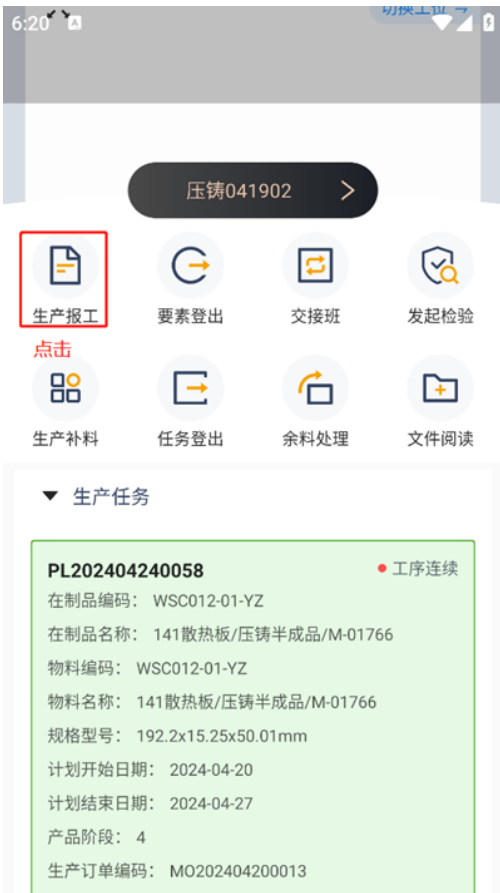 切换工位 →
6:20 A
压铸041902
生产报工 要素登出 交接班 发起检验
点击
生产补料 任务登出 余料处理 文件阅读
生产任务
PL202404240058 工序连续
在制品编码： WSC012-01-YZ
在制品名称： 141散热板/压铸半成品/M-01766
物料编码： WSC012-01-YZ
物料名称： 141散热板/压铸半成品/M-01766
规格型号： 192.2x15.25x50.01mm
计划开始日期： 2024-04-20
计划结束日期： 2024-04-27
产品阶段： 4
生产订单编码： MO202404200013